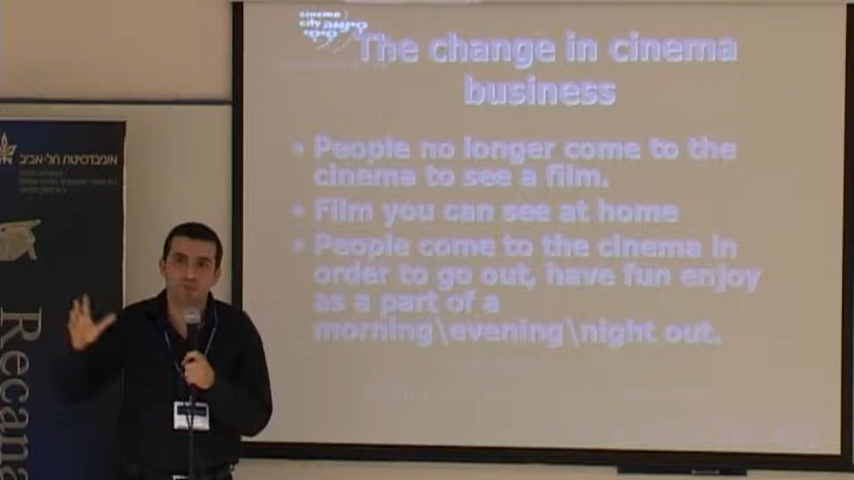 cinema
city סינמה
סיטי
The change in cinema
business
• People no longer come to the
cinema to see a film.
• Film you can see at home
• People come to the cinema in
order to go out, have fun enjoy
as a part of a
morning\evening\night out.
אוניברסיטת תל-אביב
Recana